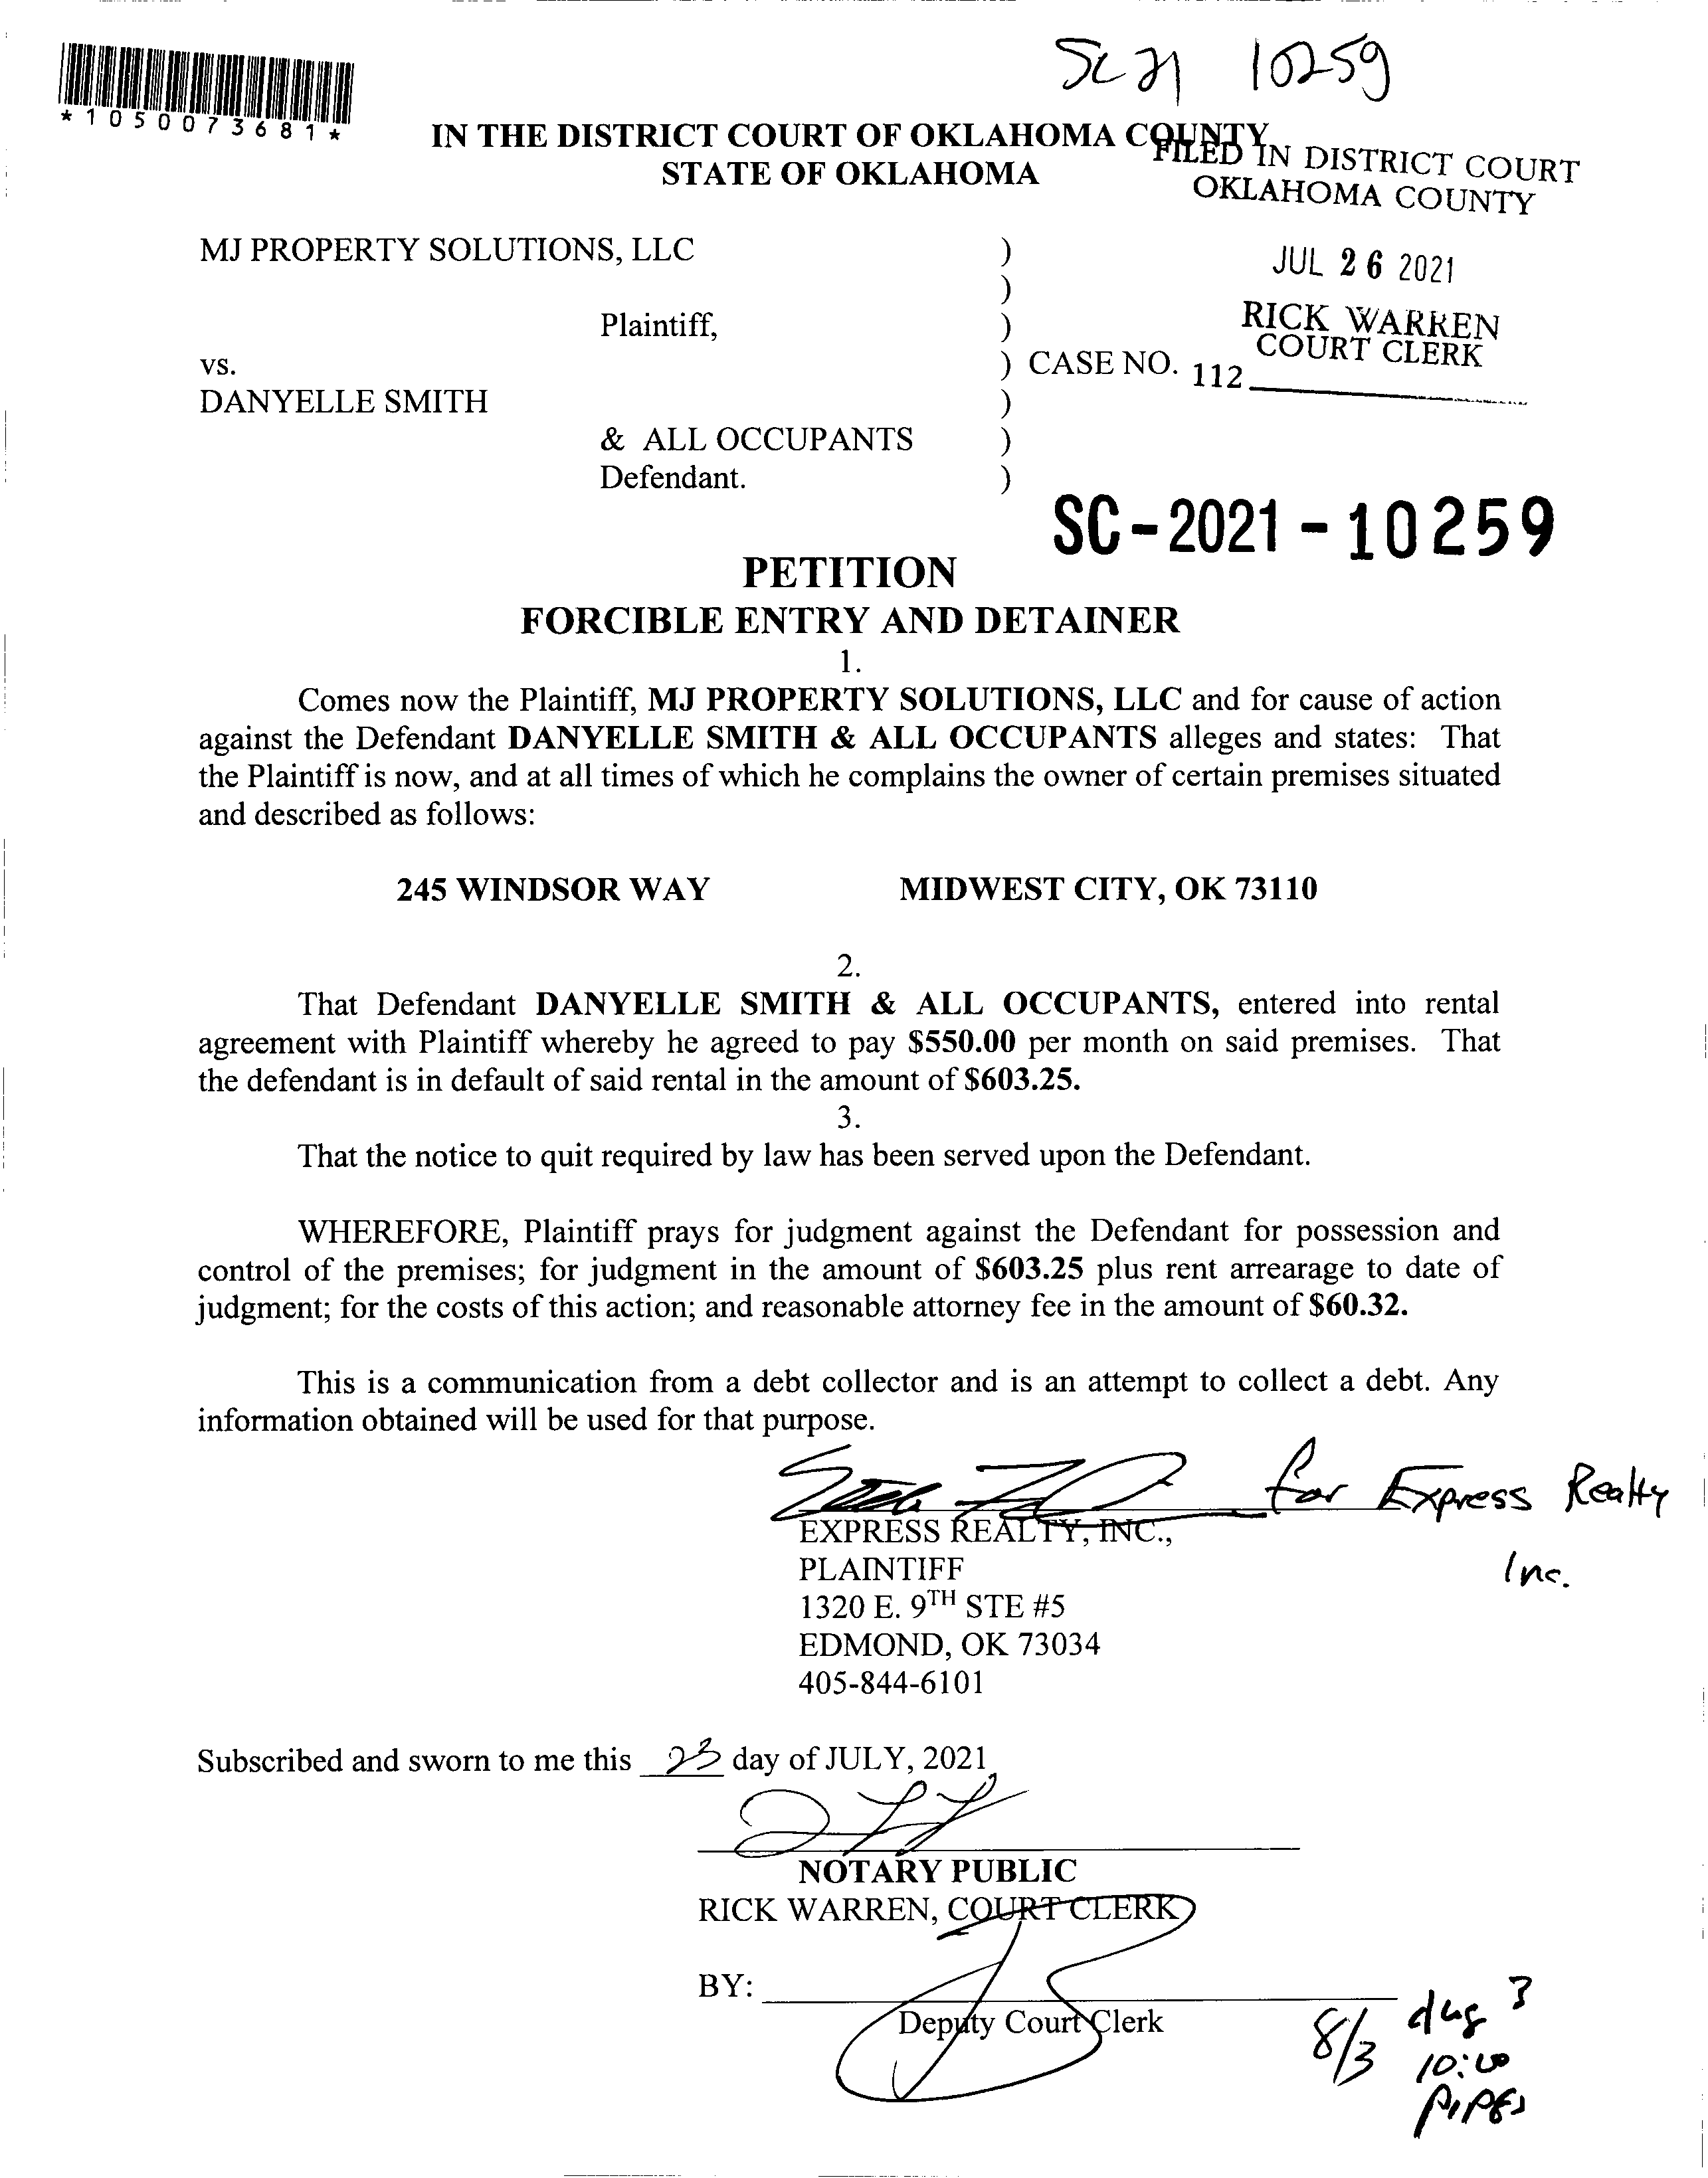 SC 21 10259
*1050073681*
IN THE DISTRICT COURT OF OKLAHOMA COUNTY
STATE OF OKLAHOMA
FILED IN DISTRICT COURT
OKLAHOMA COUNTY
JUL 26 2021
RICK WARREN
COURT CLERK
112
MJ PROPERTY SOLUTIONS, LLC )
)
Plaintiff, )
vs. ) CASE NO.
DANYELLE SMITH )
& ALL OCCUPANTS )
Defendant. )
SC-2021-10259
PETITION
FORCIBLE ENTRY AND DETAINER
1.
Comes now the Plaintiff, MJ PROPERTY SOLUTIONS, LLC and for cause of action
against the Defendant DANYELLE SMITH & ALL OCCUPANTS alleges and states: That
the Plaintiff is now, and at all times of which he complains the owner of certain premises situated
and described as follows:
245 WINDSOR WAY MIDWEST CITY, OK 73110
2.
That Defendant DANYELLE SMITH & ALL OCCUPANTS, entered into rental
agreement with Plaintiff whereby he agreed to pay $550.00 per month on said premises. That
the defendant is in default of said rental in the amount of $603.25.
3.
That the notice to quit required by law has been served upon the Defendant.
WHEREFORE, Plaintiff prays for judgment against the Defendant for possession and
control of the premises; for judgment in the amount of $603.25 plus rent arrearage to date of
judgment; for the costs of this action; and reasonable attorney fee in the amount of $60.32.
This is a communication from a debt collector and is an attempt to collect a debt. Any
information obtained will be used for that purpose.
for Express Realty
Inc.
EXPRESS REALTY, INC.,
PLAINTIFF
1320 E. 9TH STE #5
EDMOND, OK 73034
405-844-6101
Subscribed and sworn to me this 23 day of JULY, 2021
NOTARY PUBLIC
RICK WARREN, COURT CLERK
BY:
Deputy Court Clerk
8/3
Aug 3
10:00